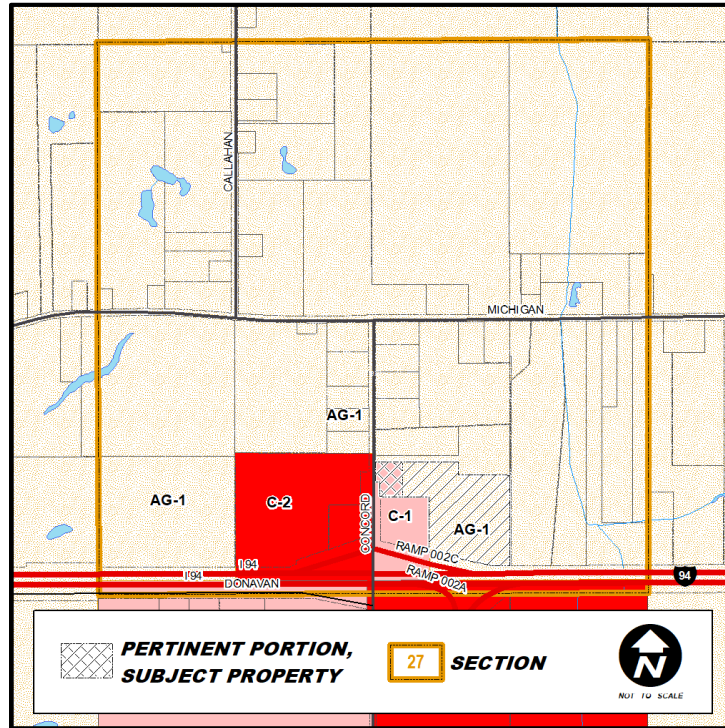 CALLAHAN
MICHIGAN
AG-1
AG-1
C-2
CONCORD
C-1
AG-1
RAMP 002C
I 94
I 94
RAMP 002A
DONAVAN
94
PERTINENT PORTION,
SUBJECT PROPERTY
27
SECTION
N
NOT TO SCALE